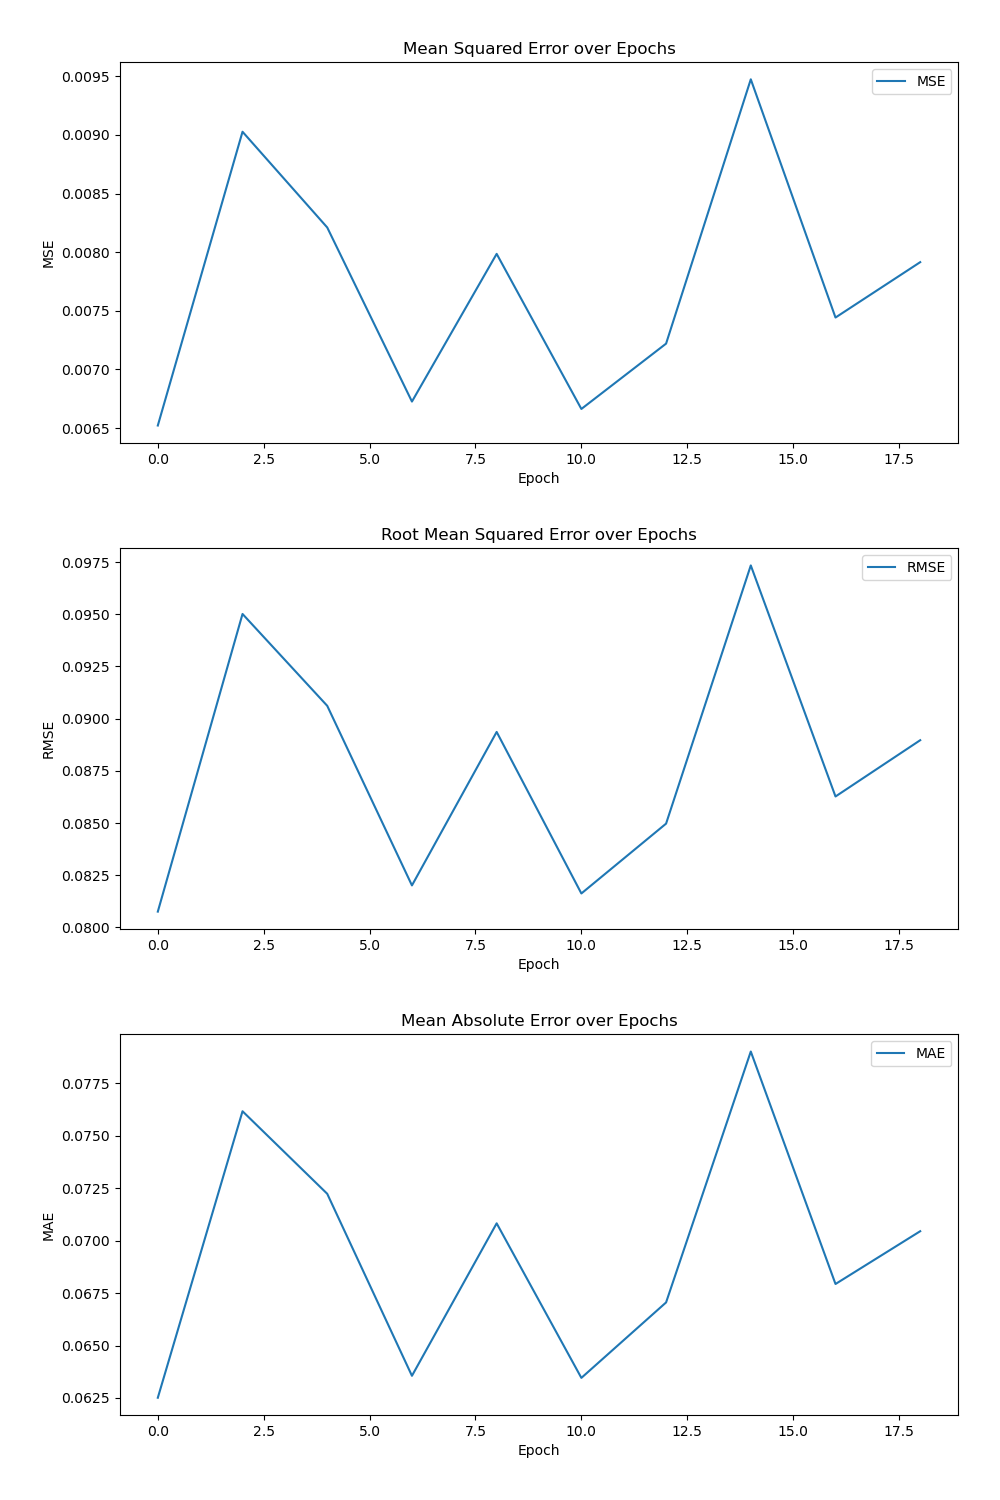 Mean Squared Error over Epochs
MSE
0.0095
0.0090
0.0085
0.0080
0.0075
0.0070
0.0065
MSE
0.0 2.5 5.0 7.5 10.0 12.5 15.0 17.5
Epoch
Root Mean Squared Error over Epochs
RMSE
0.0975
0.0950
0.0925
0.0900
0.0875
0.0850
0.0825
0.0800
RMSE
0.0 2.5 5.0 7.5 10.0 12.5 15.0 17.5
Epoch
Mean Absolute Error over Epochs
MAE
0.0775
0.0750
0.0725
0.0700
0.0675
0.0650
0.0625
MAE
0.0 2.5 5.0 7.5 10.0 12.5 15.0 17.5
Epoch